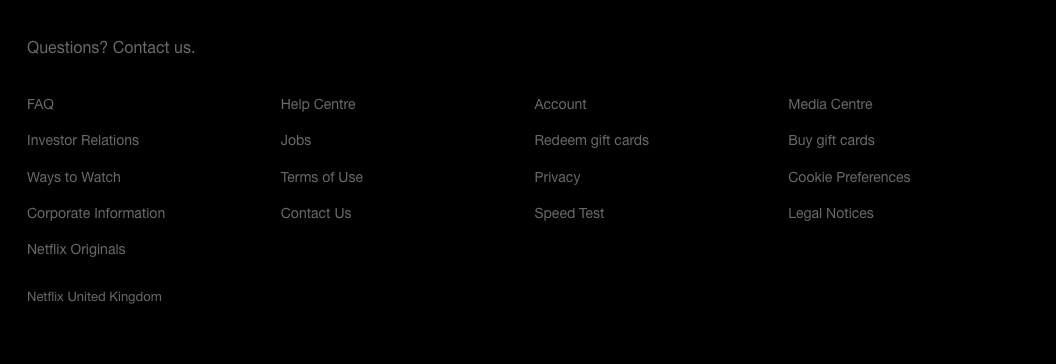 Questions? Contact us.
FAQ
Help Centre
Account
Media Centre
Investor Relations
Jobs
Redeem gift cards
Buy gift cards
Ways to Watch
Terms of Use
Privacy
Cookie Preferences
Corporate Information
Contact Us
Speed Test
Legal Notices
Netflix Originals
Netflix United Kingdom